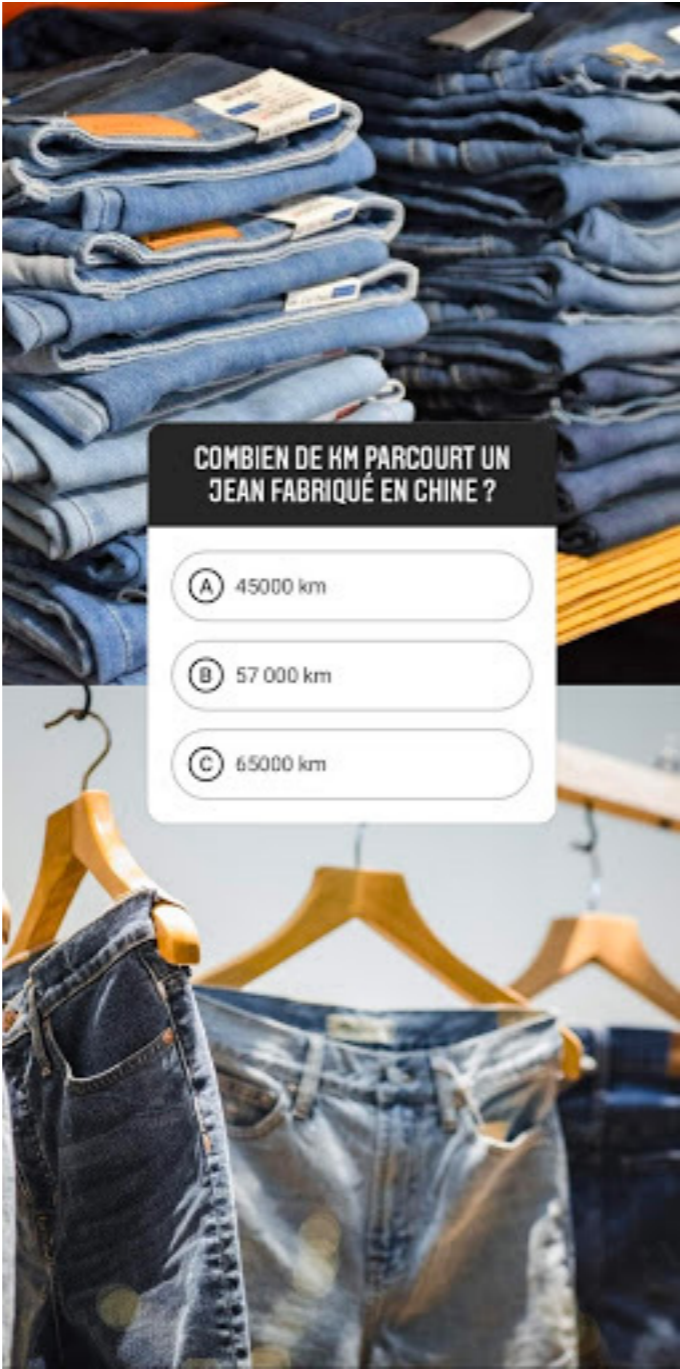 COMBIEN DE KM PARCOURT UN
JEAN FABRIQUÉ EN CHINE ?
A 45000 km
B 57 000 km
C 65000 km